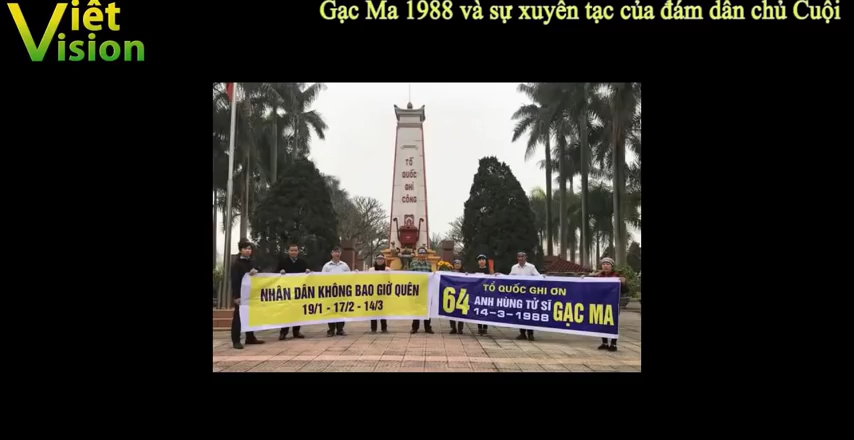 Việt
Vision
Gạc Ma 1988 và sự xuyên tạc của đám dân chủ Cuội
TỔ
QUỐC
GHI
CÔNG
NHÂN DÂN KHÔNG BAO GIỜ QUÊN
19/1 - 17/2 - 14/3
TỔ QUỐC GHI ƠN
64 ANH HÙNG TỬ SĨ GẠC MA
14-3-1988